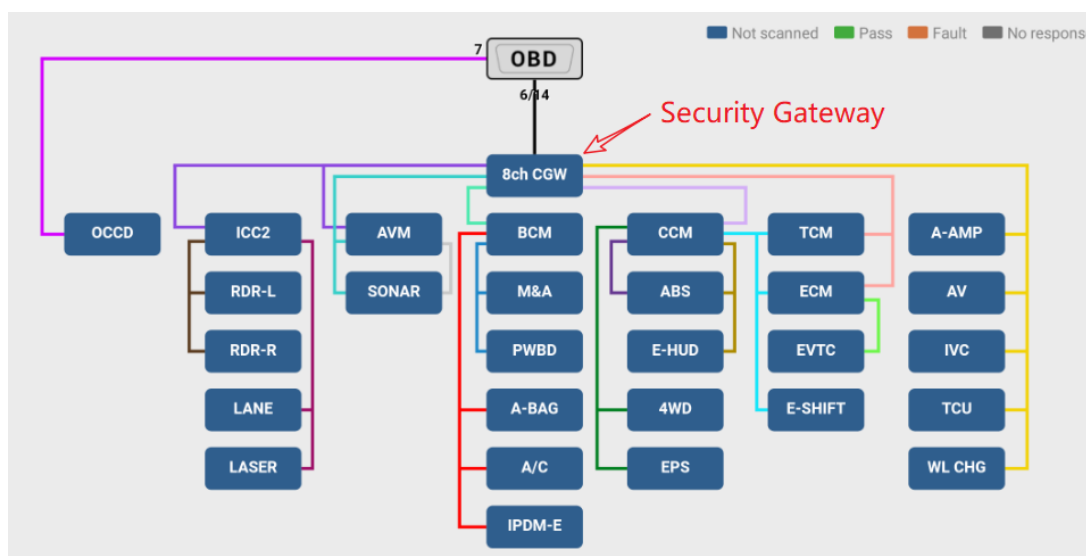 Not scanned Pass Fault No respons
7 OBD
6/14
Security Gateway
8ch CGW
OCCD ICC2 AVM BCM CCM TCM A-AMP
RDR-L SONAR M&A ABS ECM AV
RDR-R PWBD E-HUD EVTC IVC
LANE A-BAG 4WD E-SHIFT TCU
LASER A/C EPS WL CHG
IPDM-E